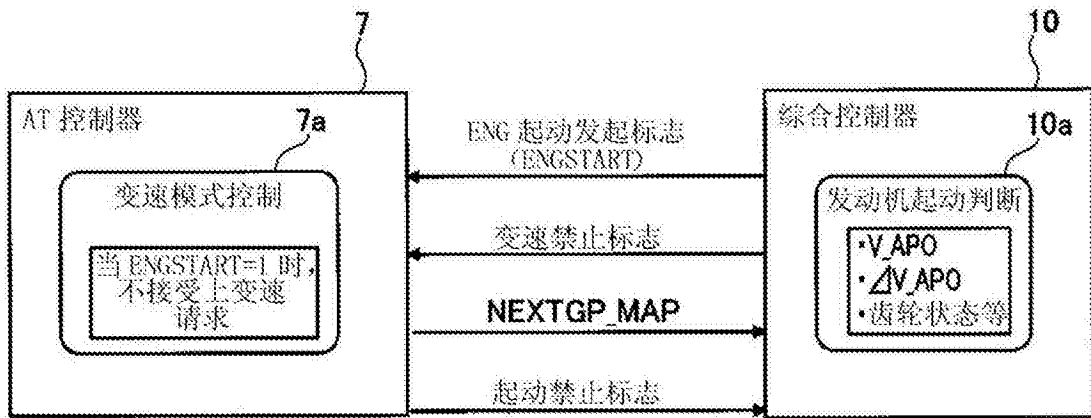 7
10
AT 控制器
7a
变速模式控制
当 ENGSTART=1 时,
不接受上变速
请求
ENG 起动发起标志
(ENGSTART)
变速禁止标志
NEXTGP_MAP
起动禁止标志
综合控制器
10a
发动机起动判断
·V_APO
·⊿V_APO
·齿轮状态等